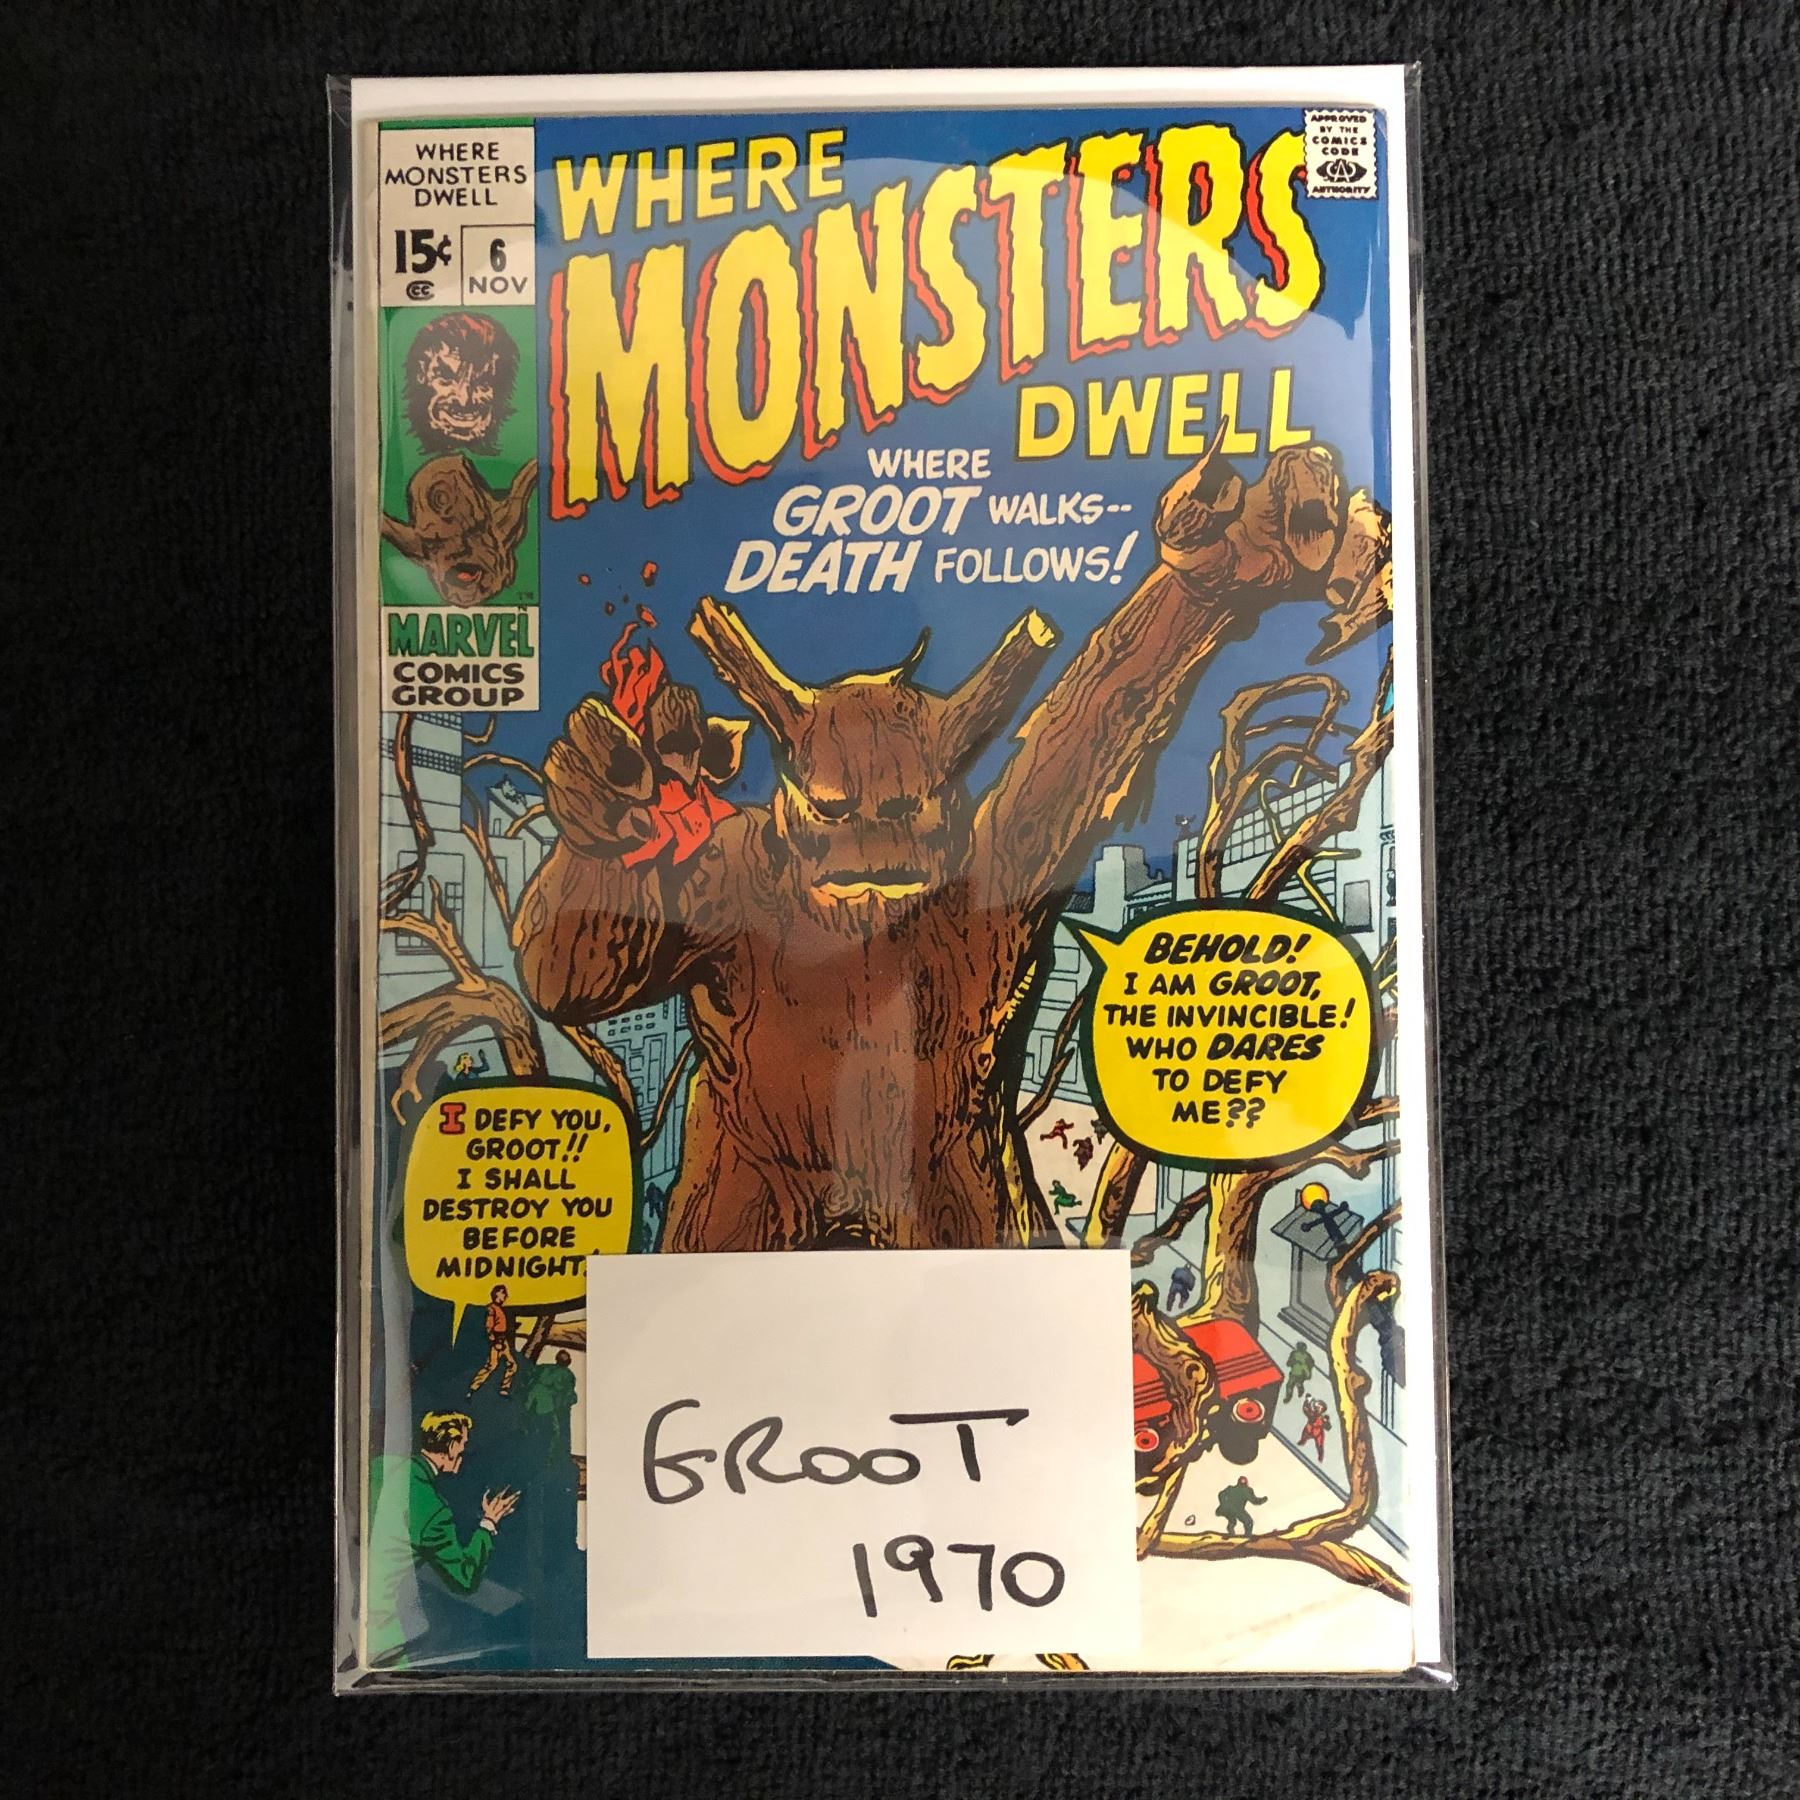 WHERE
MONSTERS
DWELL
15¢
CC
6
NOV
MARVEL
COMICS
GROUP
WHERE
MONSTERS
DWELL
APPROVED
BY THE
COMICS
CODE
CA
AUTHORITY
WHERE
GROOT WALKS--
DEATH FOLLOWS!
BEHOLD!
I AM GROOT,
THE INVINCIBLE!
WHO DARES
TO DEFY
ME??
I DEFY YOU,
GROOT!!
I SHALL
DESTROY YOU
BEFORE
MIDNIGHT
GROOT
1970